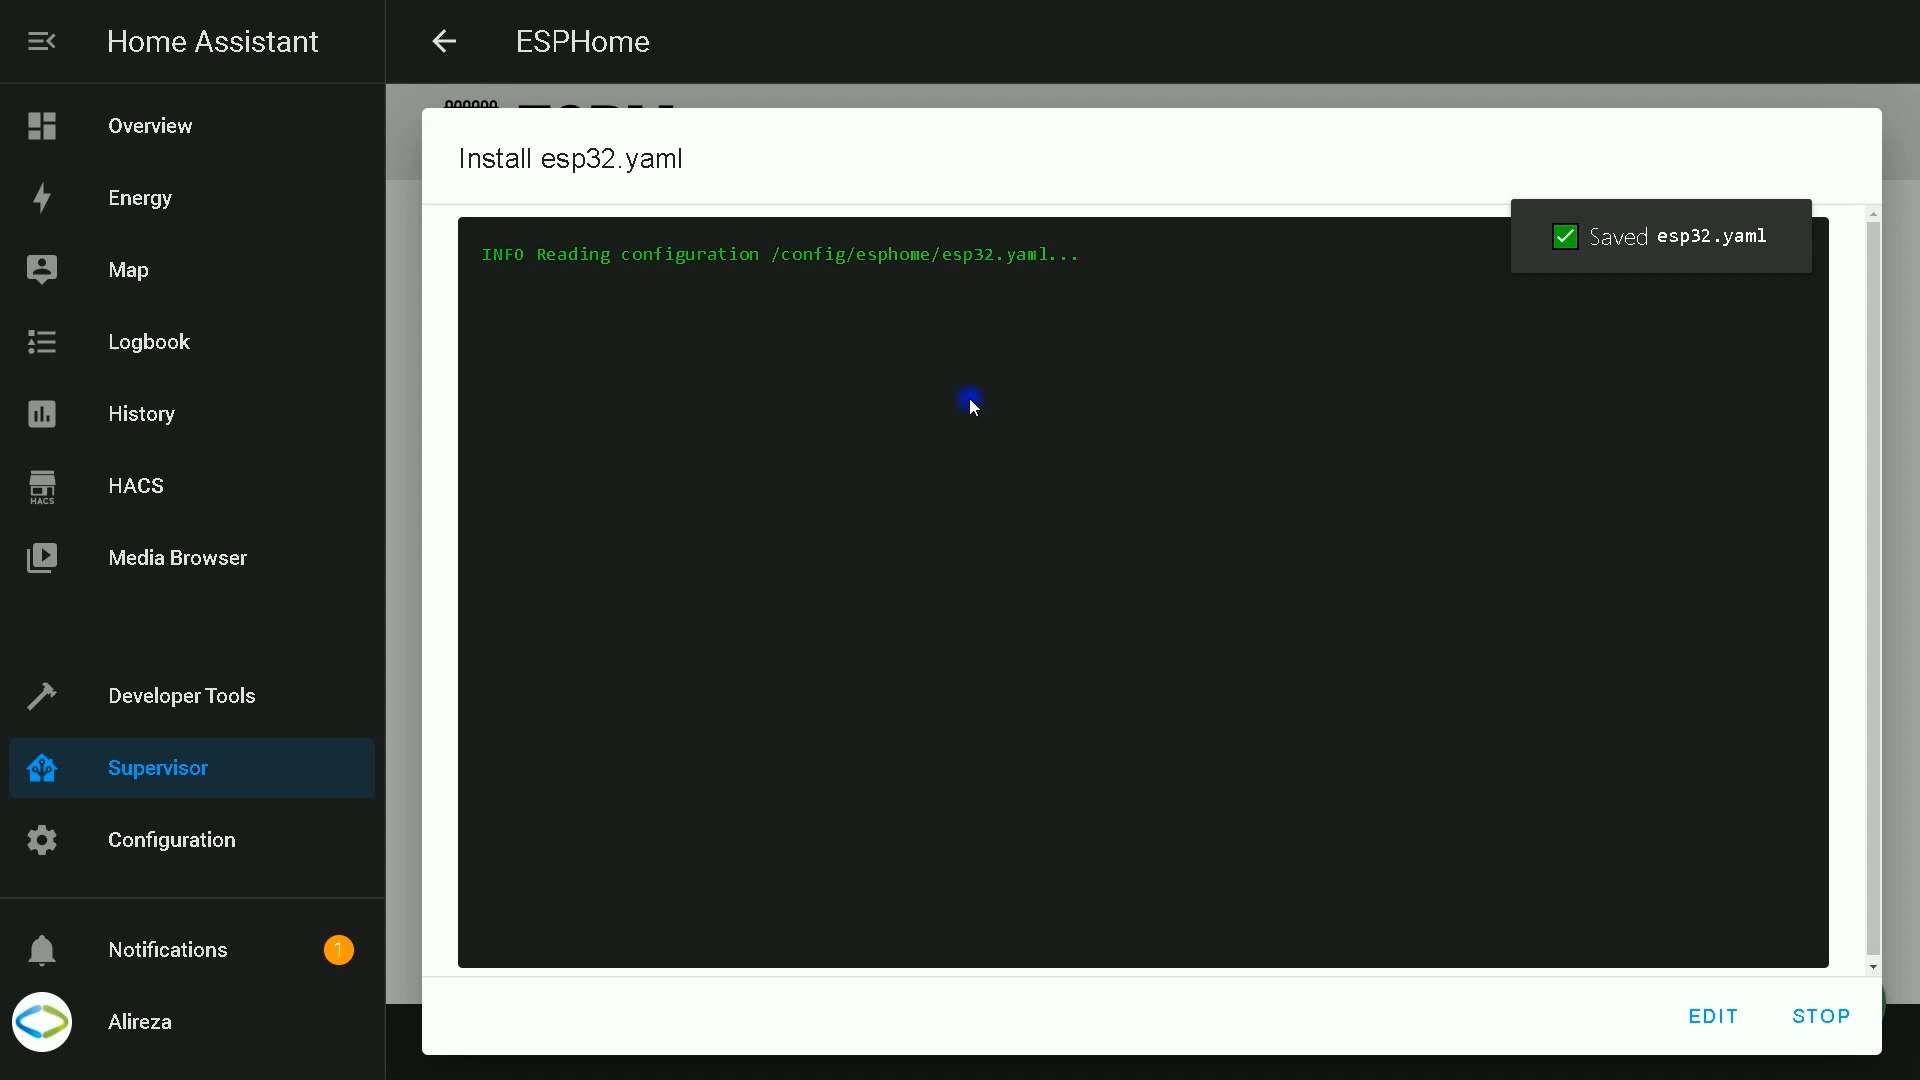 Home Assistant
ESPHome
Overview
Energy
Map
Logbook
History
HACS
HACS
Media Browser
Developer Tools
Supervisor
Configuration
Notifications
1
Alireza
Install esp32.yaml
Saved esp32.yaml
INFO Reading configuration /config/esphome/esp32.yaml...
EDIT
STOP